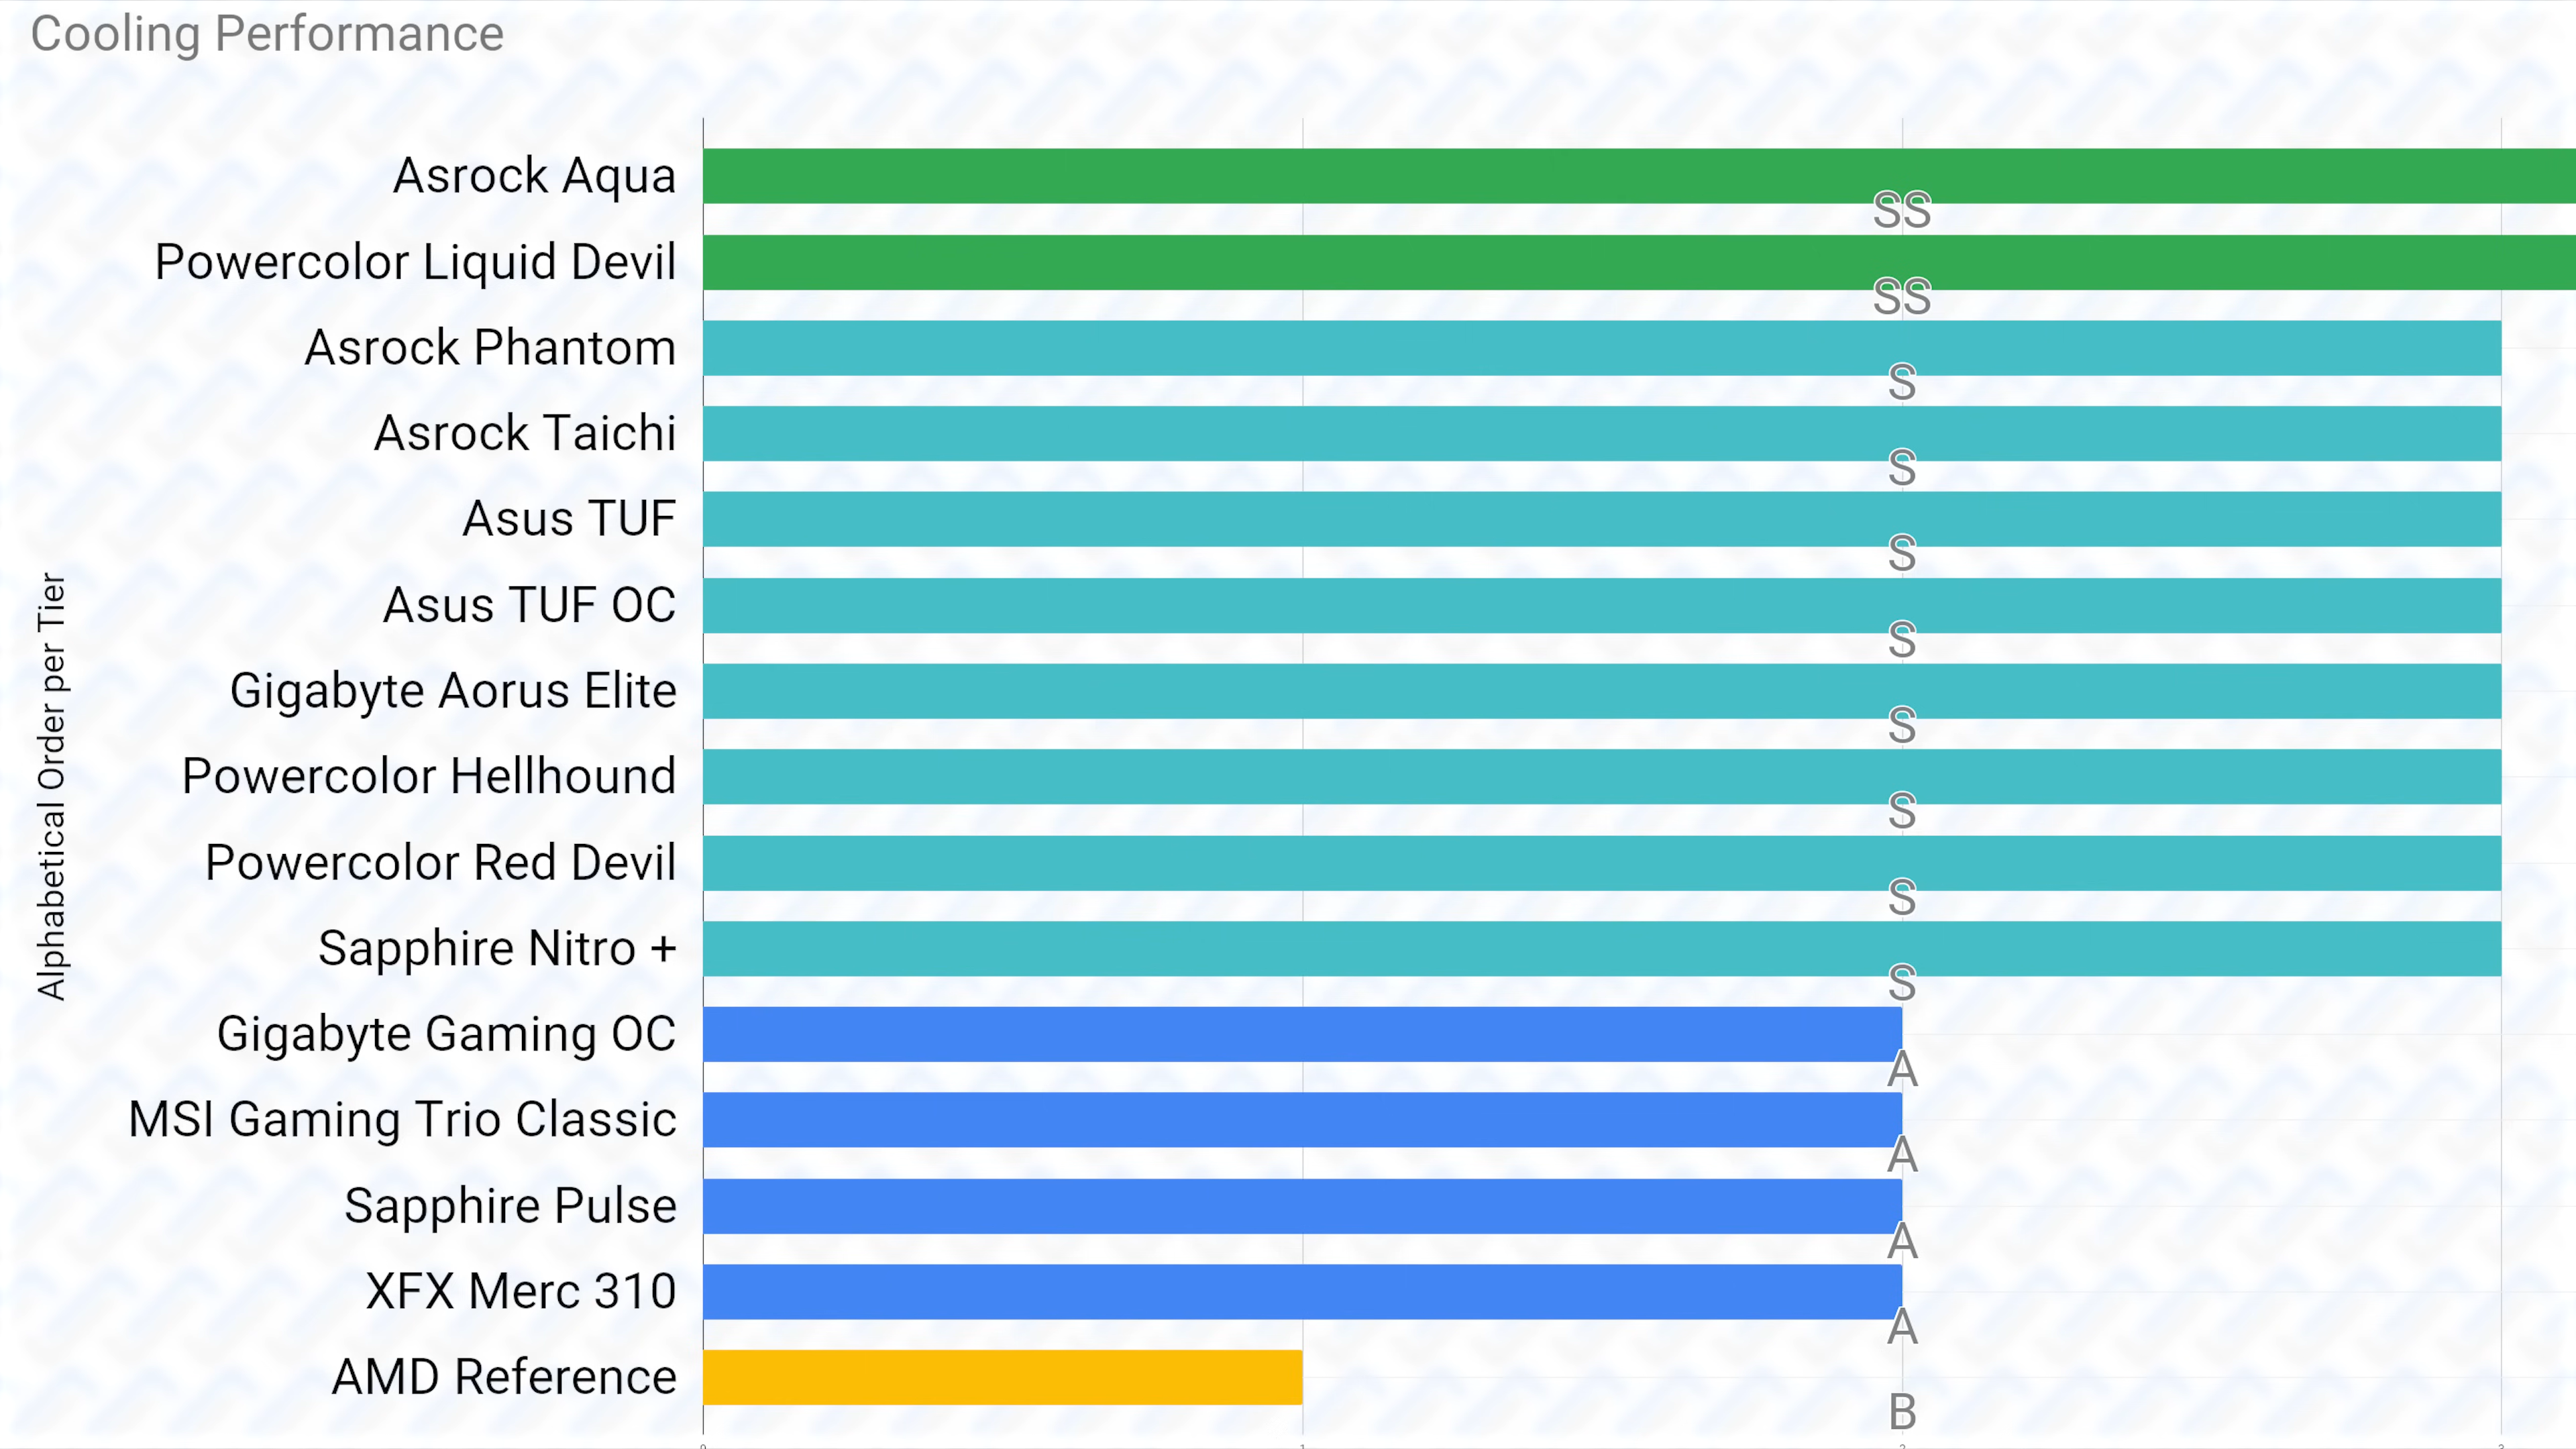 Cooling Performance
Alphabetical Order per Tier
Asrock Aqua
SS
Powercolor Liquid Devil
SS
Asrock Phantom
S
Asrock Taichi
S
Asus TUF
S
Asus TUF OC
S
Gigabyte Aorus Elite
S
Powercolor Hellhound
S
Powercolor Red Devil
S
Sapphire Nitro +
S
Gigabyte Gaming OC
A
MSI Gaming Trio Classic
A
Sapphire Pulse
A
XFX Merc 310
A
AMD Reference
B